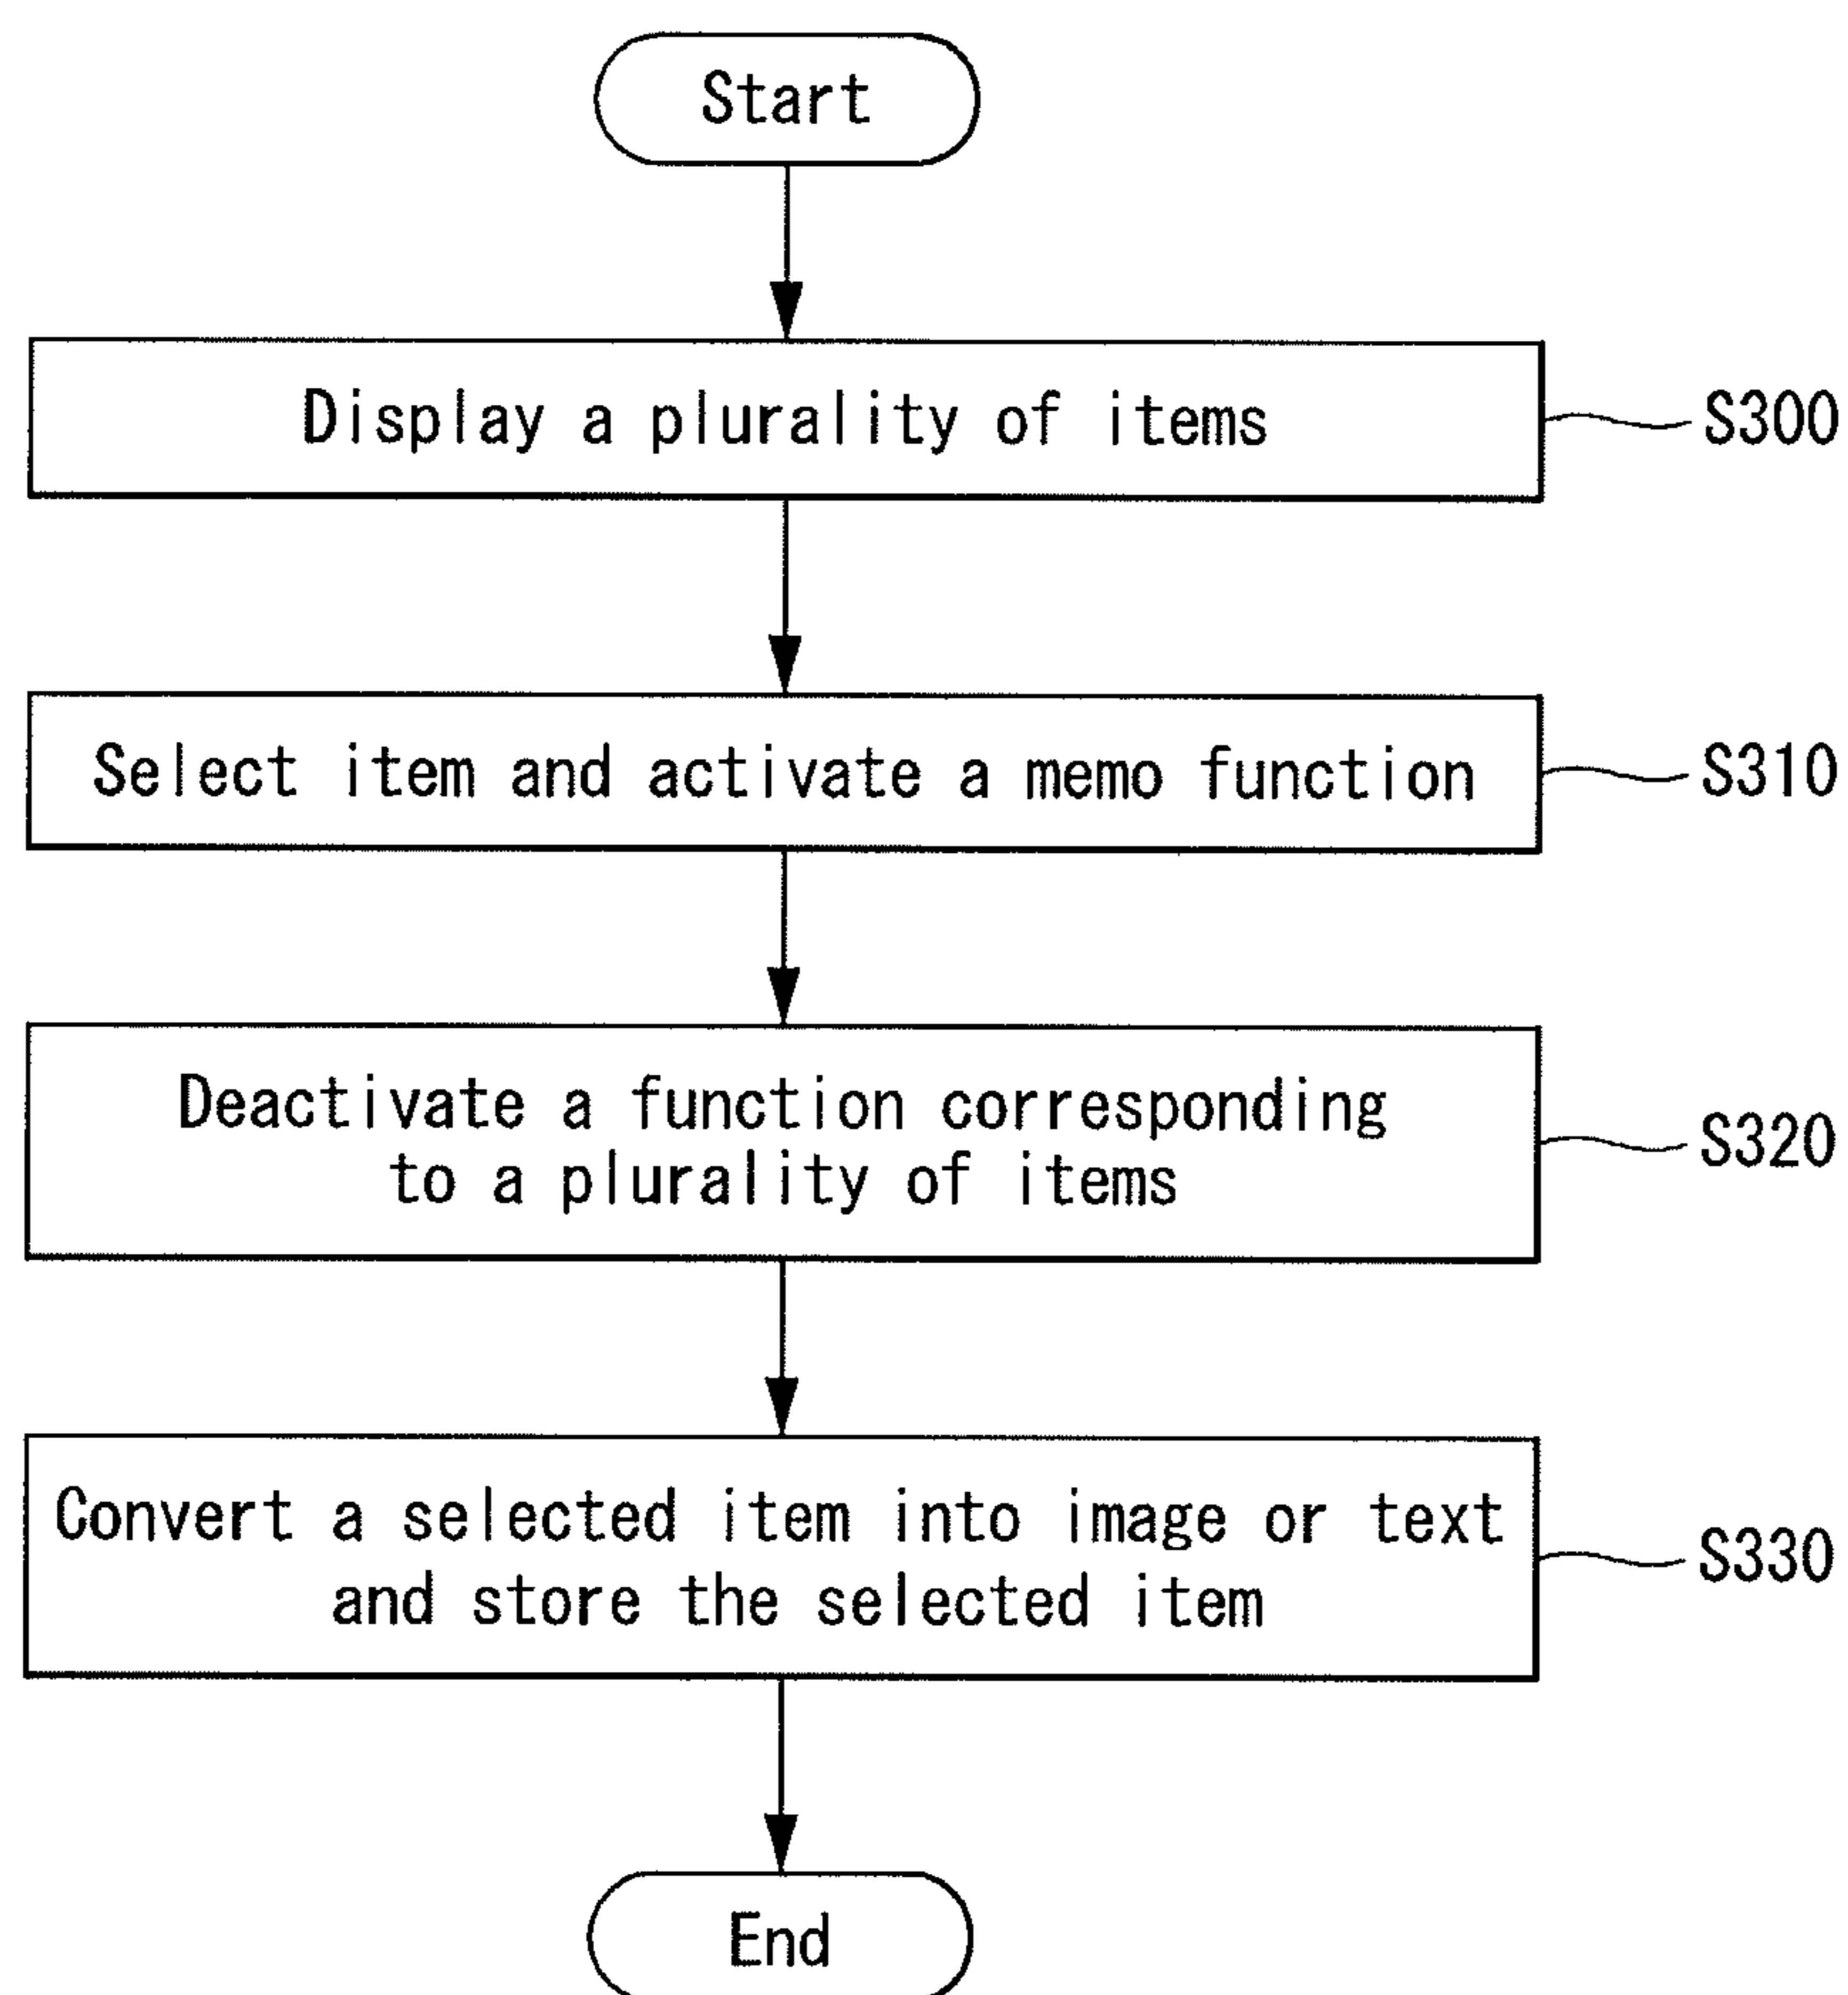 Start
Display a plurality of items
S300
Select item and activate a memo function
S310
Deactivate a function corresponding
to a plurality of items
S320
Convert a selected item into image or text
and store the selected item
S330
End